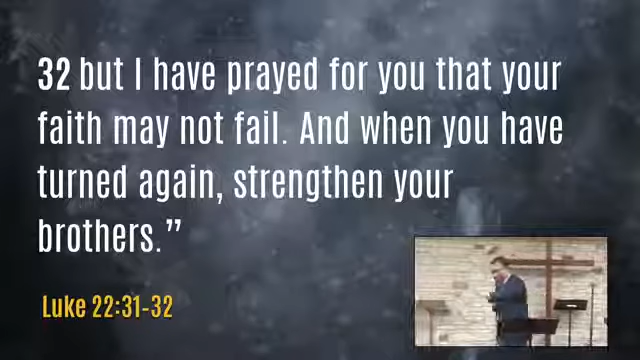 32 but I have prayed for you that your
faith may not fail. And when you have
turned again, strengthen your
brothers.”
Luke 22:31-32